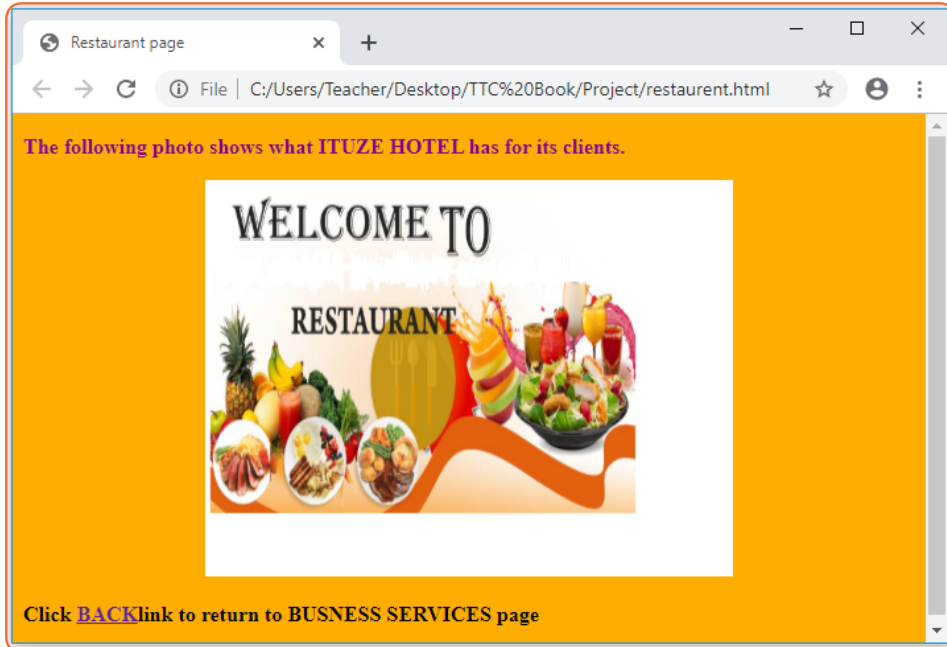 Restaurant page
File | C:/Users/Teacher/Desktop/TTC%20Book/Project/restaurent.html
The following photo shows what ITUZE HOTEL has for its clients.
WELCOME TO
RESTAURANT
Click BACKlink to return to BUSNESS SERVICES page